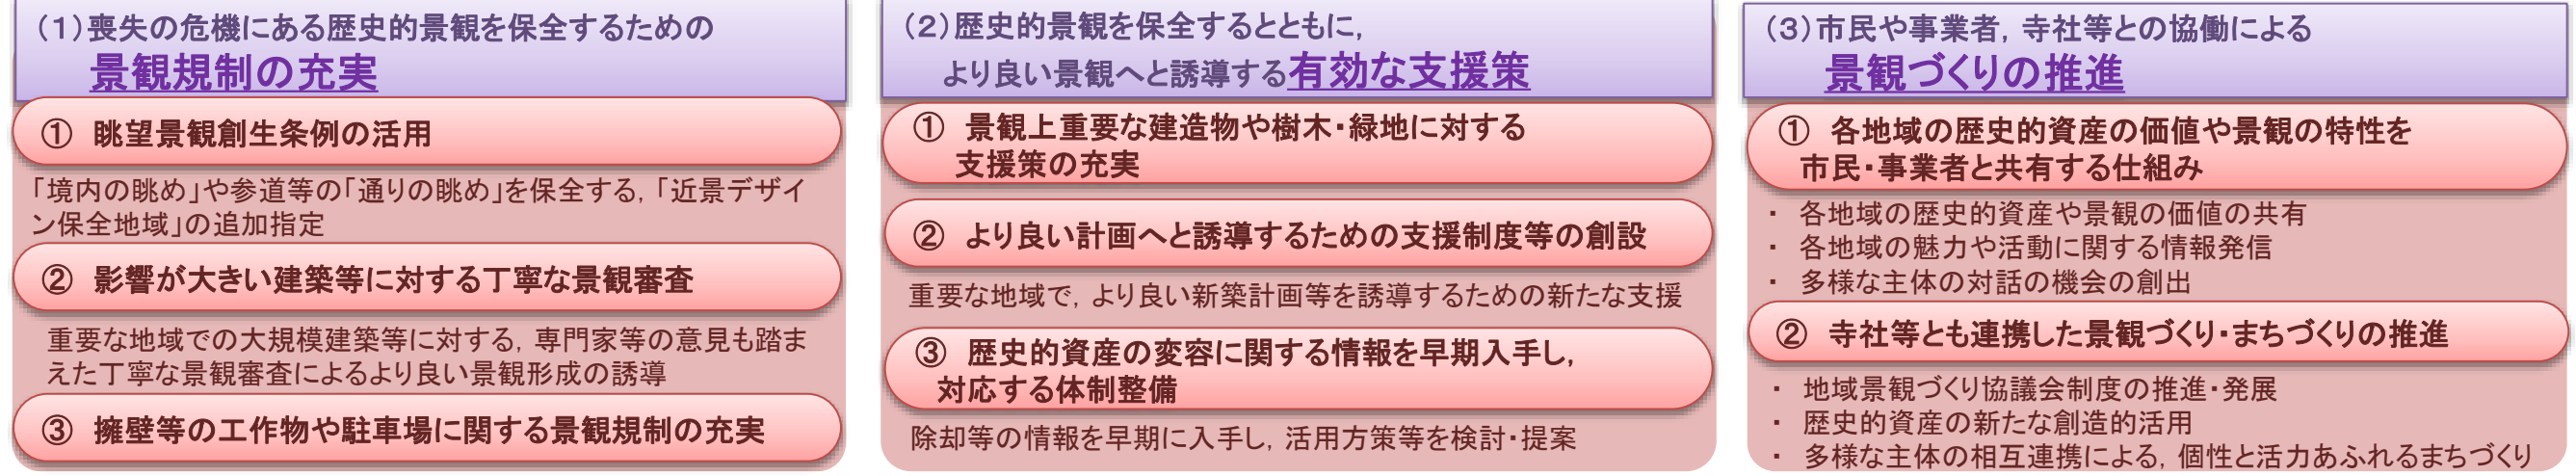 （１）喪失の危機にある歴史的景観を保全するための
景観規制の充実
① 眺望景観創生条例の活用
「境内の眺め」や参道等の「通りの眺め」を保全する，「近景デザイ
ン保全地域」の追加指定
② 影響が大きい建築等に対する丁寧な景観審査
重要な地域での大規模建築等に対する，専門家等の意見も踏ま
えた丁寧な景観審査によるより良い景観形成の誘導
③ 擁壁等の工作物や駐車場に関する景観規制の充実
（２）歴史的景観を保全するとともに，
より良い景観へと誘導する有効な支援策
① 景観上重要な建造物や樹木・緑地に対する
支援策の充実
② より良い計画へと誘導するための支援制度等の創設
重要な地域で，より良い新築計画等を誘導するための新たな支援
③ 歴史的資産の変容に関する情報を早期入手し，
対応する体制整備
除却等の情報を早期に入手し，活用方策等を検討・提案
（３）市民や事業者，寺社等との協働による
景観づくりの推進
① 各地域の歴史的資産の価値や景観の特性を
市民・事業者と共有する仕組み
・ 各地域の歴史的資産や景観の価値の共有
・ 各地域の魅力や活動に関する情報発信
・ 多様な主体の対話の機会の創出
② 寺社等とも連携した景観づくり・まちづくりの推進
・ 地域景観づくり協議会制度の推進・発展
・ 歴史的資産の新たな創造的活用
・ 多様な主体の相互連携による，個性と活力あふれるまちづくり